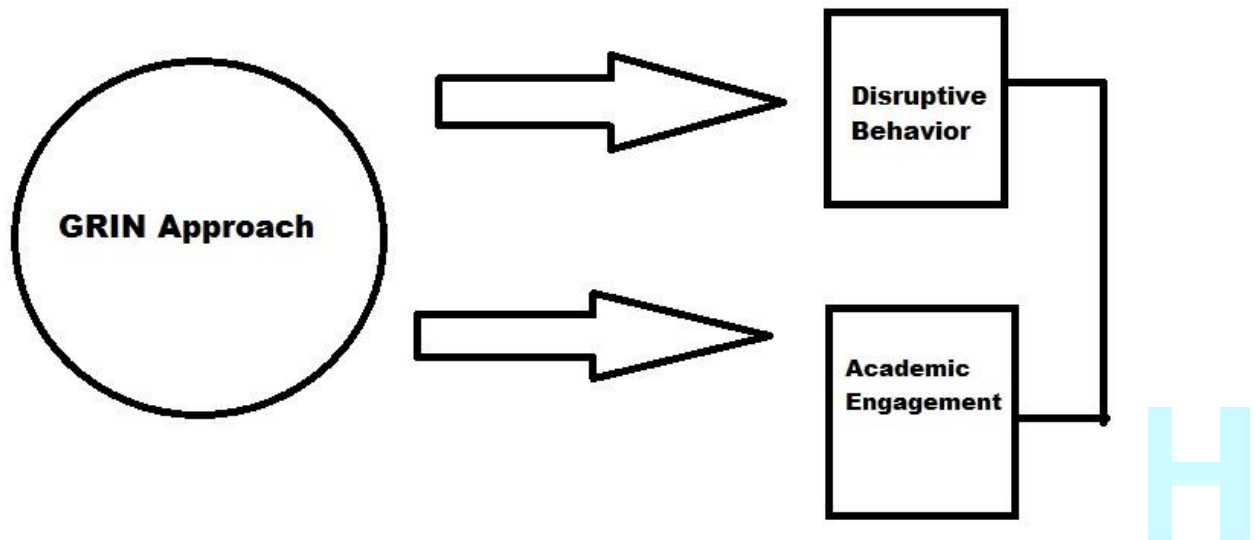 GRIN Approach
Disruptive
Behavior
Academic
Engagement
H